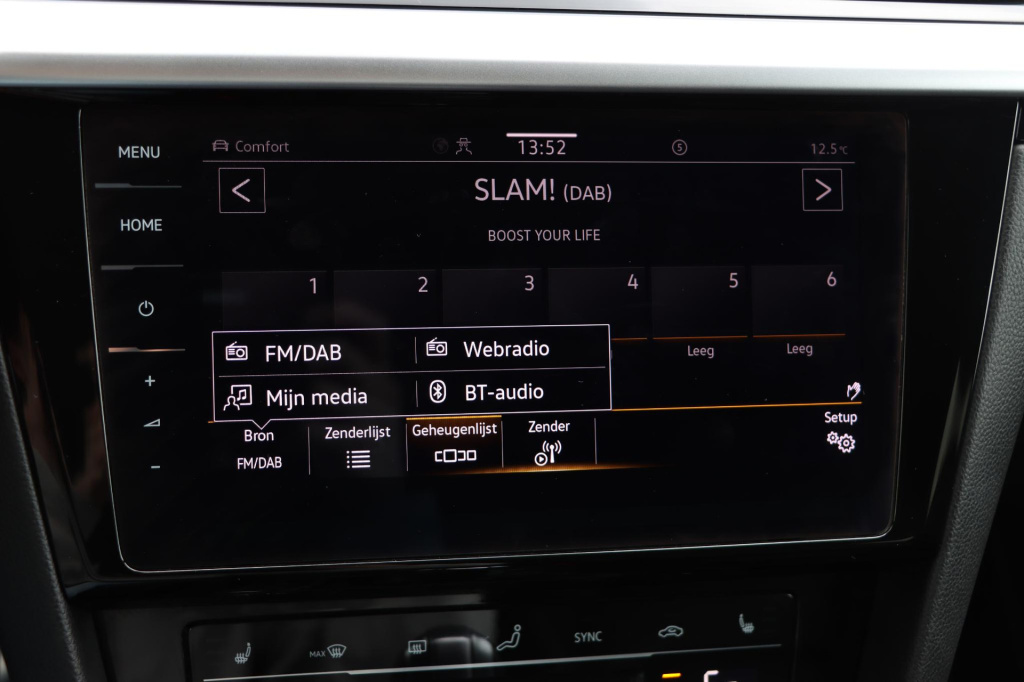 MENU
HOME
+
−
Comfort
13:52
5
12.5°C
<
SLAM! (DAB)
>
BOOST YOUR LIFE
1 2 3 4 5 6
Leeg Leeg
FM/DAB Webradio
Mijn media BT-audio
Bron Zenderlijst Geheugenlijst Zender Setup
FM/DAB
MAX SYNC